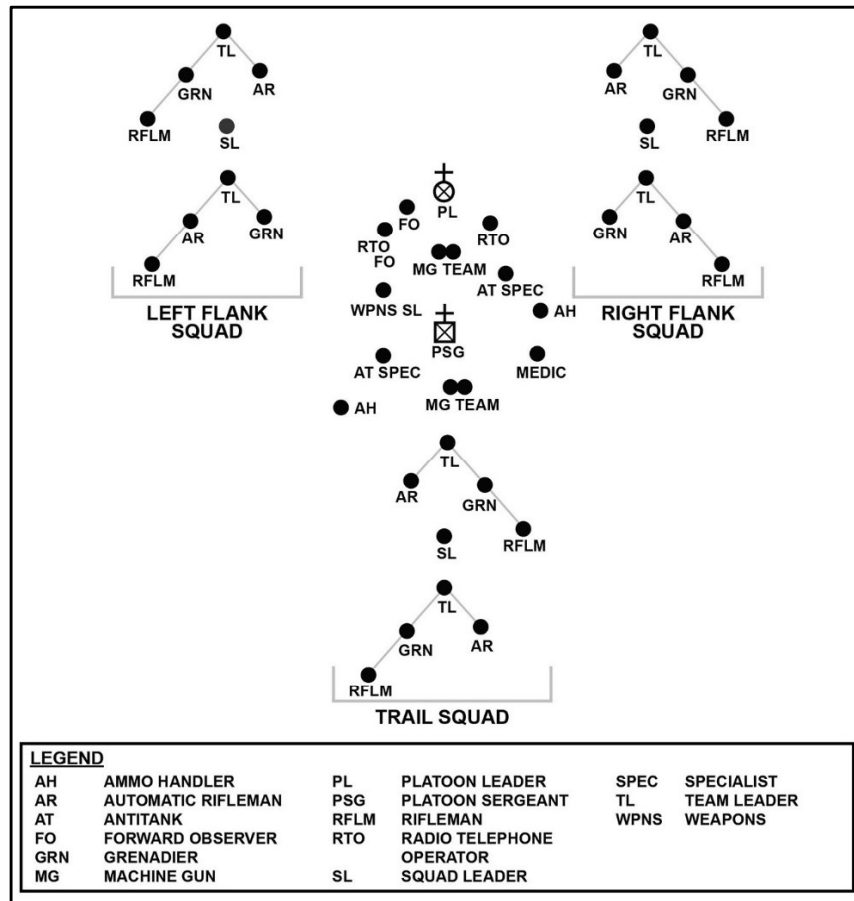 TL
TL
GRN
AR
AR
GRN
RFLM
RFLM
SL
SL
TL
TL
AR
GRN
GRN
AR
RFLM
RFLM
LEFT FLANK
SQUAD
RIGHT FLANK
SQUAD
PL
FO
RTO
RTO
FO
MG TEAM
AT SPEC
WPNS SL
AH
PSG
AT SPEC
MEDIC
MG TEAM
AH
TL
AR
GRN
RFLM
SL
TL
GRN
AR
RFLM
TRAIL SQUAD
LEGEND
AH AMMO HANDLER
AR AUTOMATIC RIFLEMAN
AT ANTITANK
FO FORWARD OBSERVER
GRN GRENADIER
MG MACHINE GUN
PL PLATOON LEADER
PSG PLATOON SERGEANT
RFLM RIFLEMAN
RTO RADIO TELEPHONE
OPERATOR
SL SQUAD LEADER
SPEC SPECIALIST
TL TEAM LEADER
WPNS WEAPONS